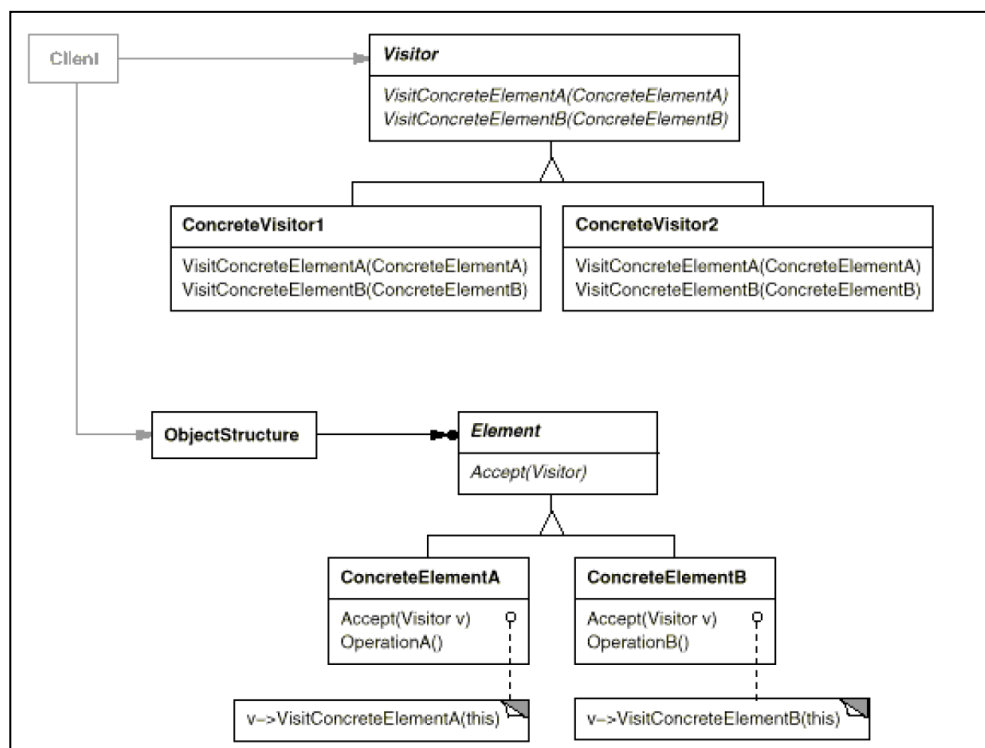 Client
Visitor
VisitConcreteElementA(ConcreteElementA)
VisitConcreteElementB(ConcreteElementB)
ConcreteVisitor1
VisitConcreteElementA(ConcreteElementA)
VisitConcreteElementB(ConcreteElementB)
ConcreteVisitor2
VisitConcreteElementA(ConcreteElementA)
VisitConcreteElementB(ConcreteElementB)
ObjectStructure
Element
Accept(Visitor)
ConcreteElementA
Accept(Visitor v)
OperationA()
v->VisitConcreteElementA(this)
ConcreteElementB
Accept(Visitor v)
OperationB()
v->VisitConcreteElementB(this)